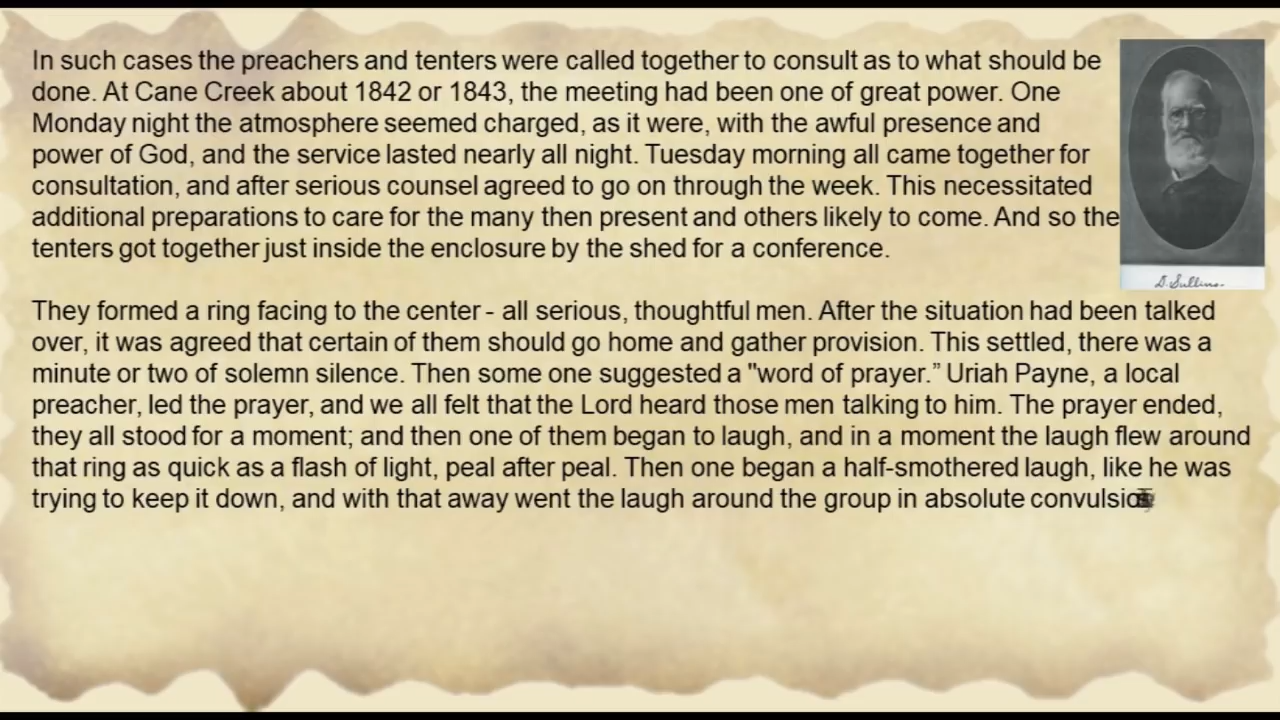 In such cases the preachers and tenters were called together to consult as to what should be
done. At Cane Creek about 1842 or 1843, the meeting had been one of great power. One
Monday night the atmosphere seemed charged, as it were, with the awful presence and
power of God, and the service lasted nearly all night. Tuesday morning all came together for
consultation, and after serious counsel agreed to go on through the week. This necessitated
additional preparations to care for the many then present and others likely to come. And so the
tenters got together just inside the enclosure by the shed for a conference.
D. Sullins.
They formed a ring facing to the center - all serious, thoughtful men. After the situation had been talked
over, it was agreed that certain of them should go home and gather provision. This settled, there was a
minute or two of solemn silence. Then some one suggested a "word of prayer.” Uriah Payne, a local
preacher, led the prayer, and we all felt that the Lord heard those men talking to him. The prayer ended,
they all stood for a moment; and then one of them began to laugh, and in a moment the laugh flew around
that ring as quick as a flash of light, peal after peal. Then one began a half-smothered laugh, like he was
trying to keep it down, and with that away went the laugh around the group in absolute